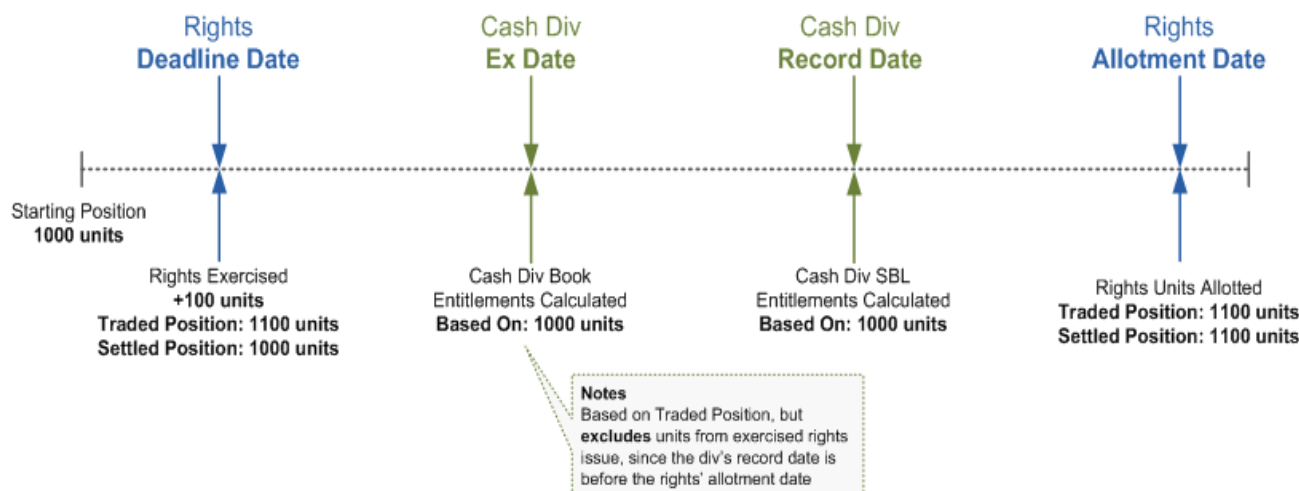 Rights
Deadline Date
Cash Div
Ex Date
Cash Div
Record Date
Rights
Allotment Date
Starting Position
1000 units
Rights Exercised
+100 units
Traded Position: 1100 units
Settled Position: 1000 units
Cash Div Book
Entitlements Calculated
Based On: 1000 units
Cash Div SBL
Entitlements Calculated
Based On: 1000 units
Rights Units Allotted
Traded Position: 1100 units
Settled Position: 1100 units
Notes
Based on Traded Position, but
excludes units from exercised rights
issue, since the div's record date is
before the rights' allotment date